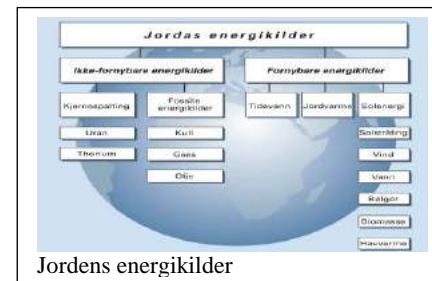 Jordas energikilder
Ikke-fornybare energikilder
Fornybare energikilder
Kjernespalting
Fossile
energikilder
Tidevann
Jordvarme
Solenergi
Uran
Thorium
Kull
Gass
Olje
Solstråling
Vind
Vann
Bølger
Biomasse
Havvarme
Jordens energikilder